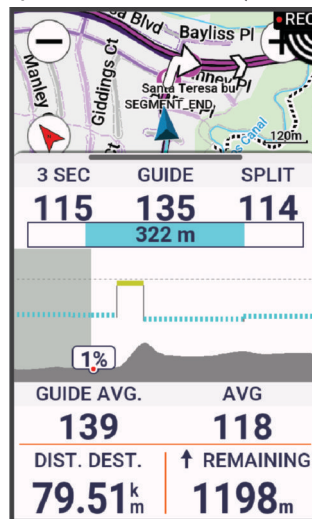 Blvd
Bayliss Pl
REC
Manley
Giddings Ct
Santa Teresa bu
SEGMENT_END
Canal
120m
3 SEC GUIDE SPLIT
115 135 114
322 m
1%
GUIDE AVG. AVG
139 118
DIST. DEST. ↑ REMAINING
79.51 km 1198m